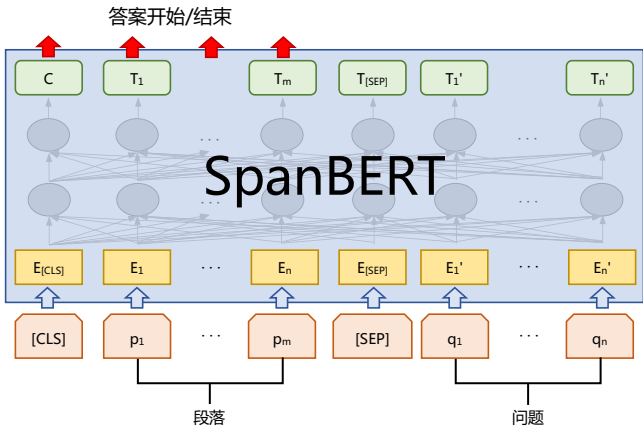 答案开始/结束
C T1 Tm T[SEP] T1' Tn'
...
...
SpanBERT
...
...
E[CLS] E1 ... En E[SEP] E1' ... En'
[CLS] p1 ... pm [SEP] q1 ... qn
段落 问题